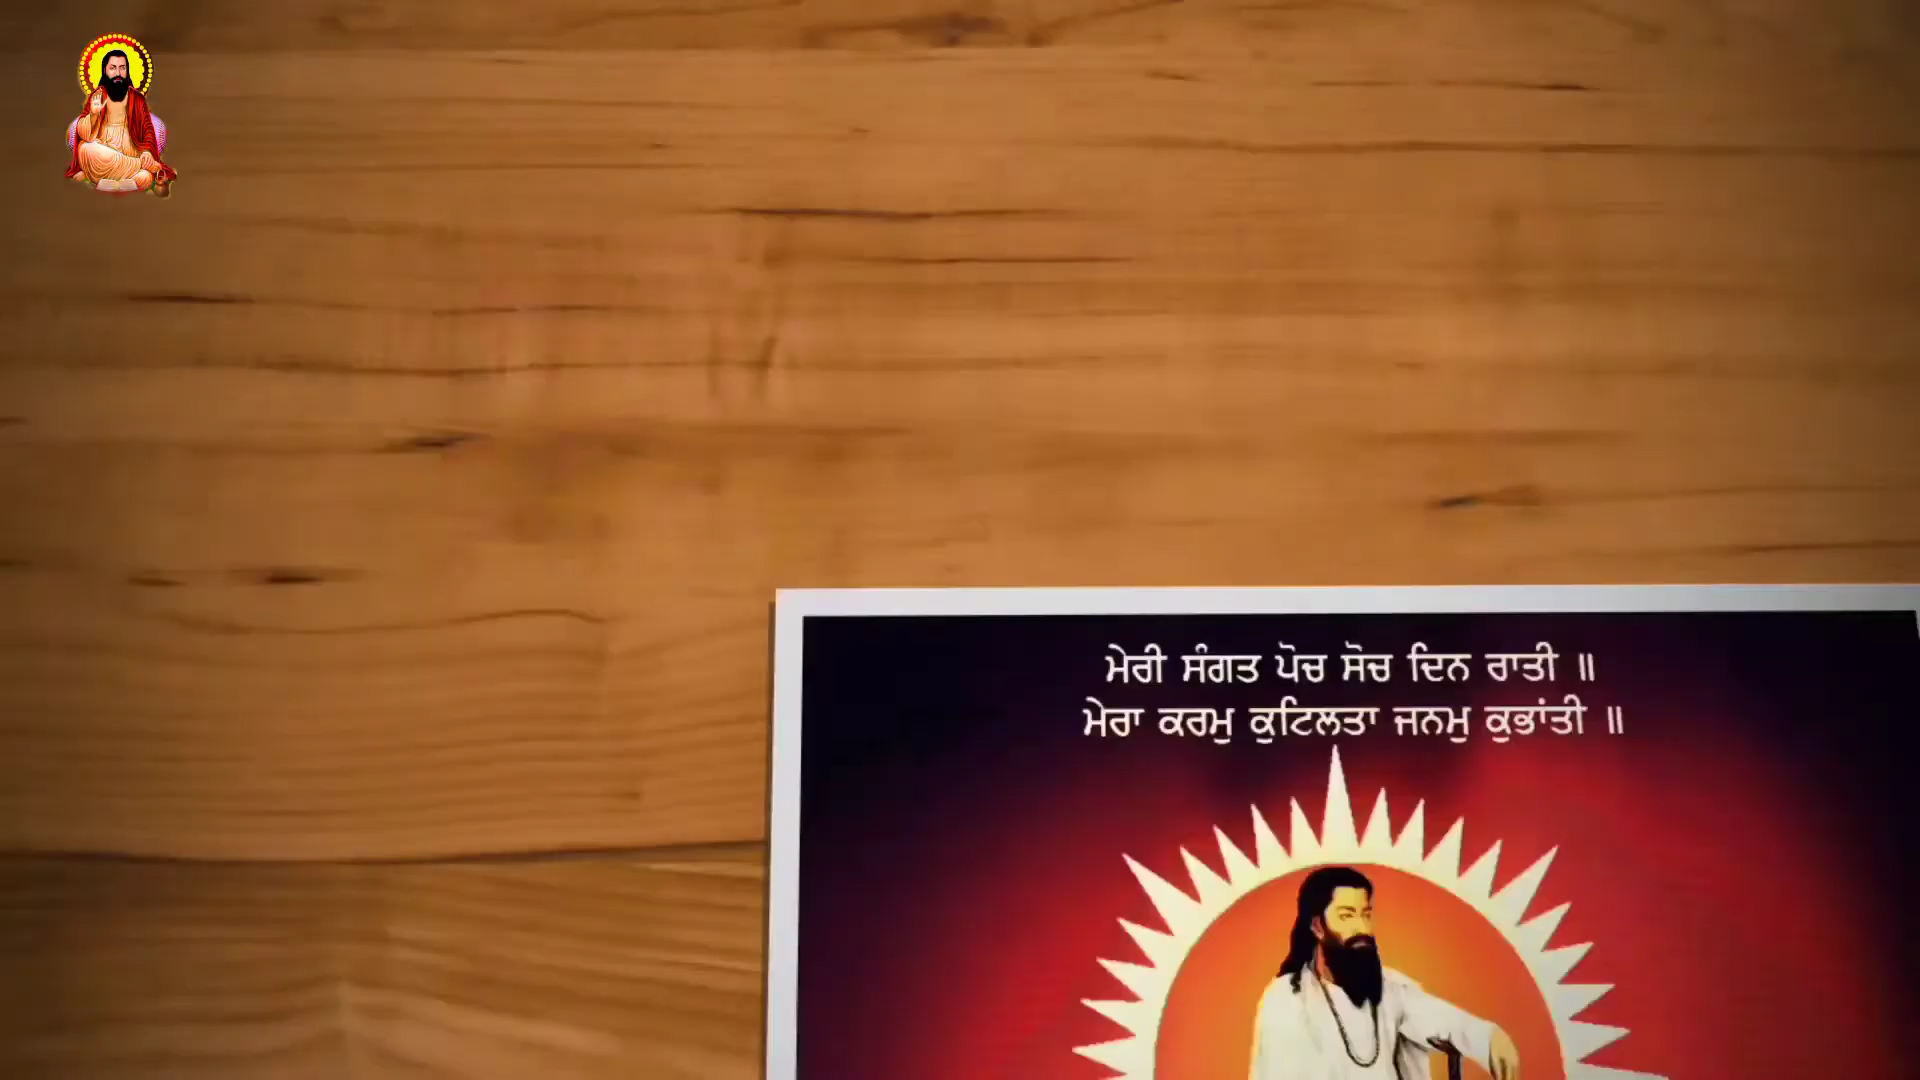 ਮੇਰੀ ਸੰਗਤ ਪੋਚ ਸੋਚ ਦਿਨ ਰਾਤੀ ॥
ਮੇਰਾ ਕਰਮੁ ਕੁਟਿਲਤਾ ਜਨਮੁ ਕੁਭਾਂਤੀ ॥